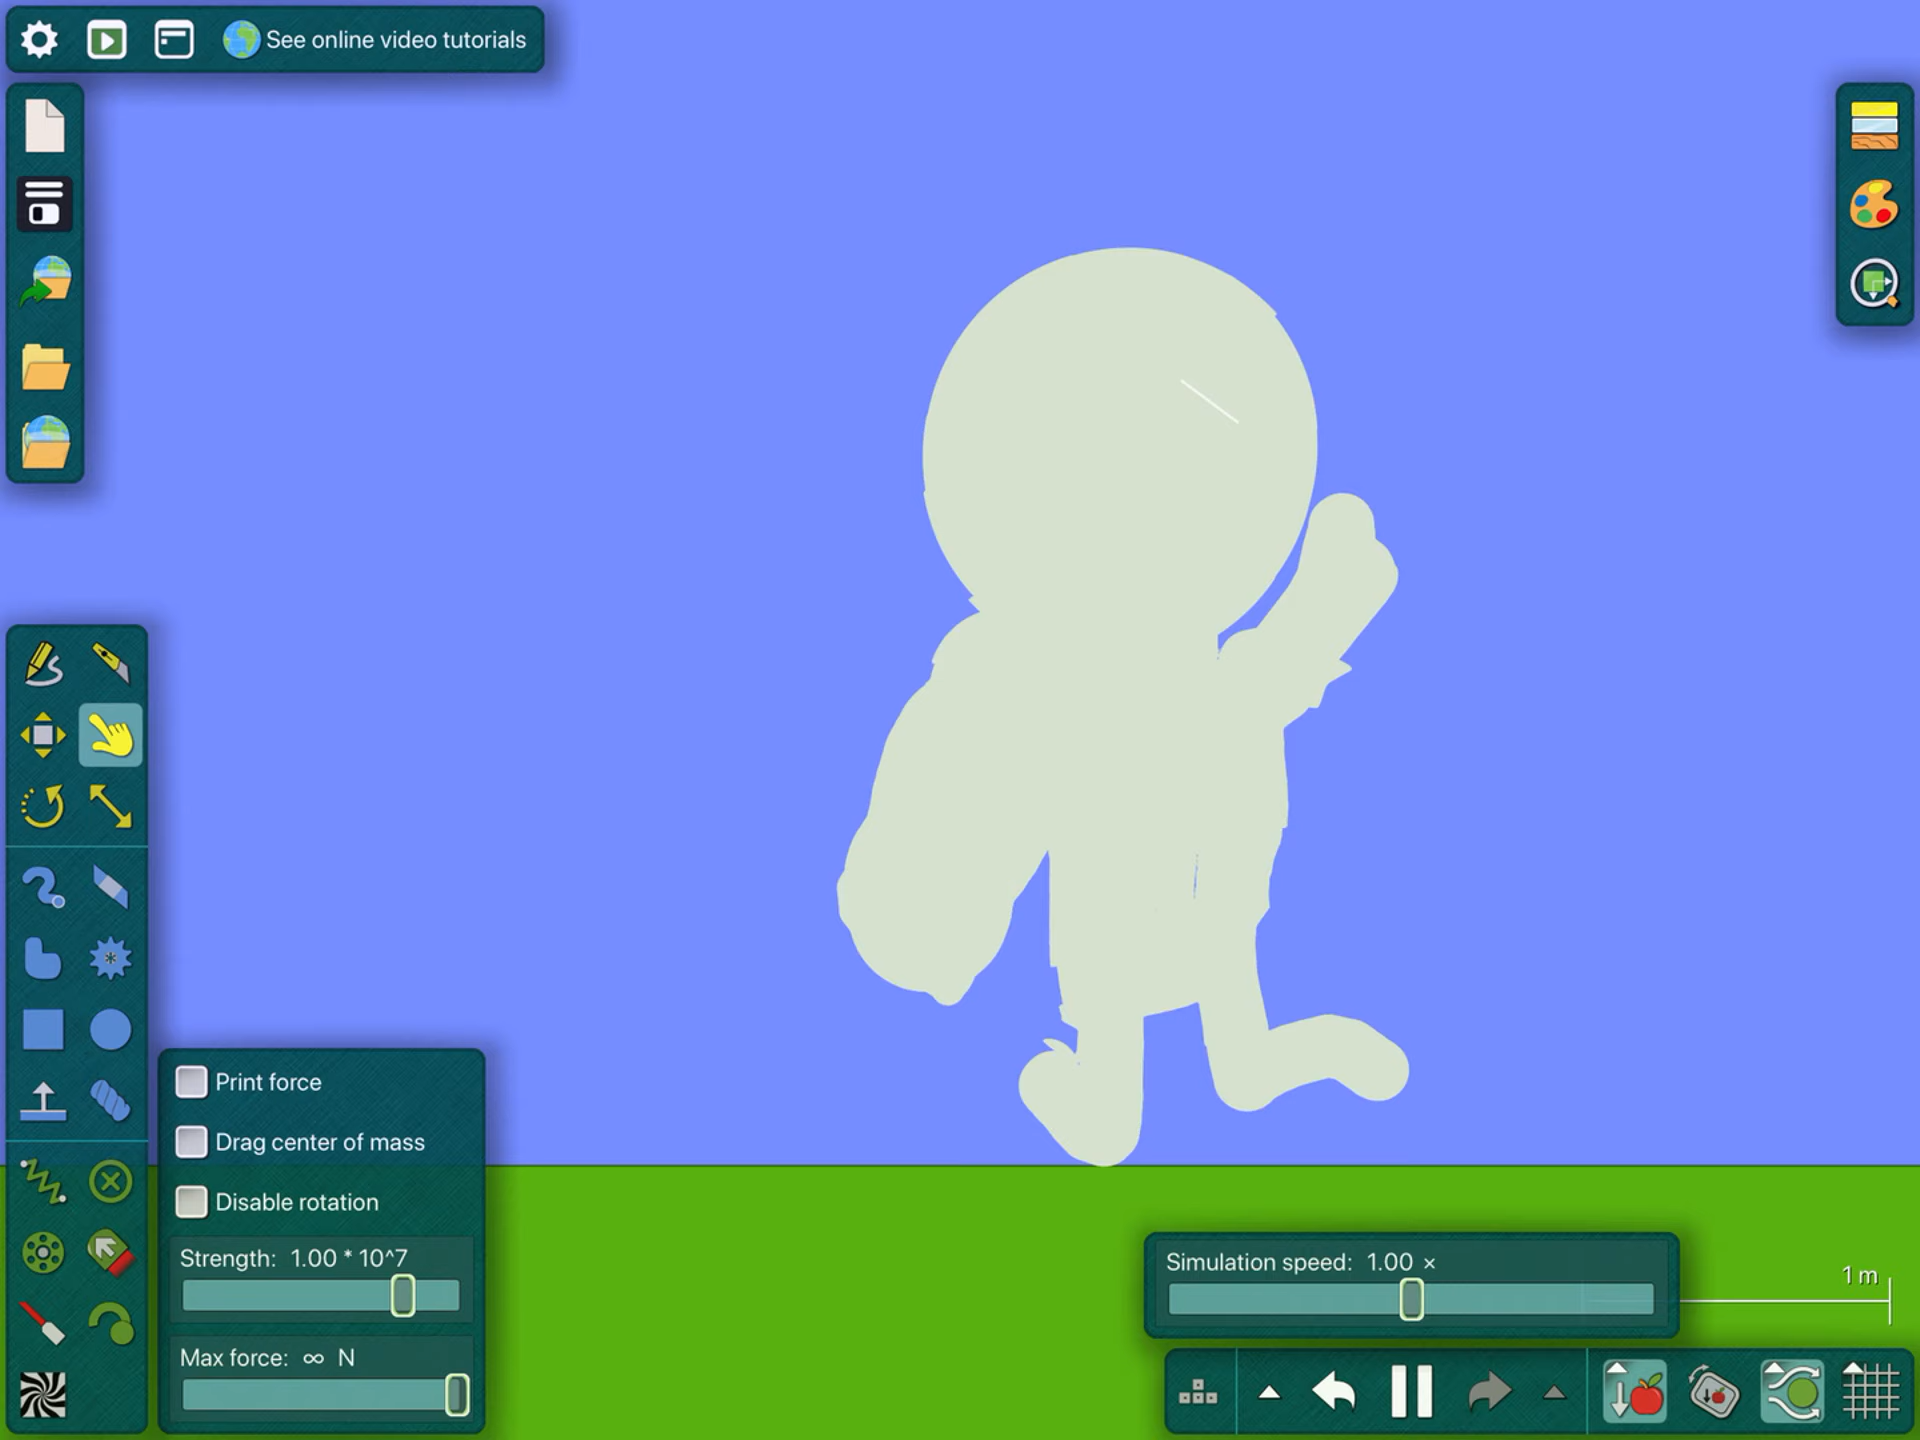 See online video tutorials
Print force
Drag center of mass
Disable rotation
Strength: 1.00 * 10^7
Max force: ∞ N
Simulation speed: 1.00 ×
1 m